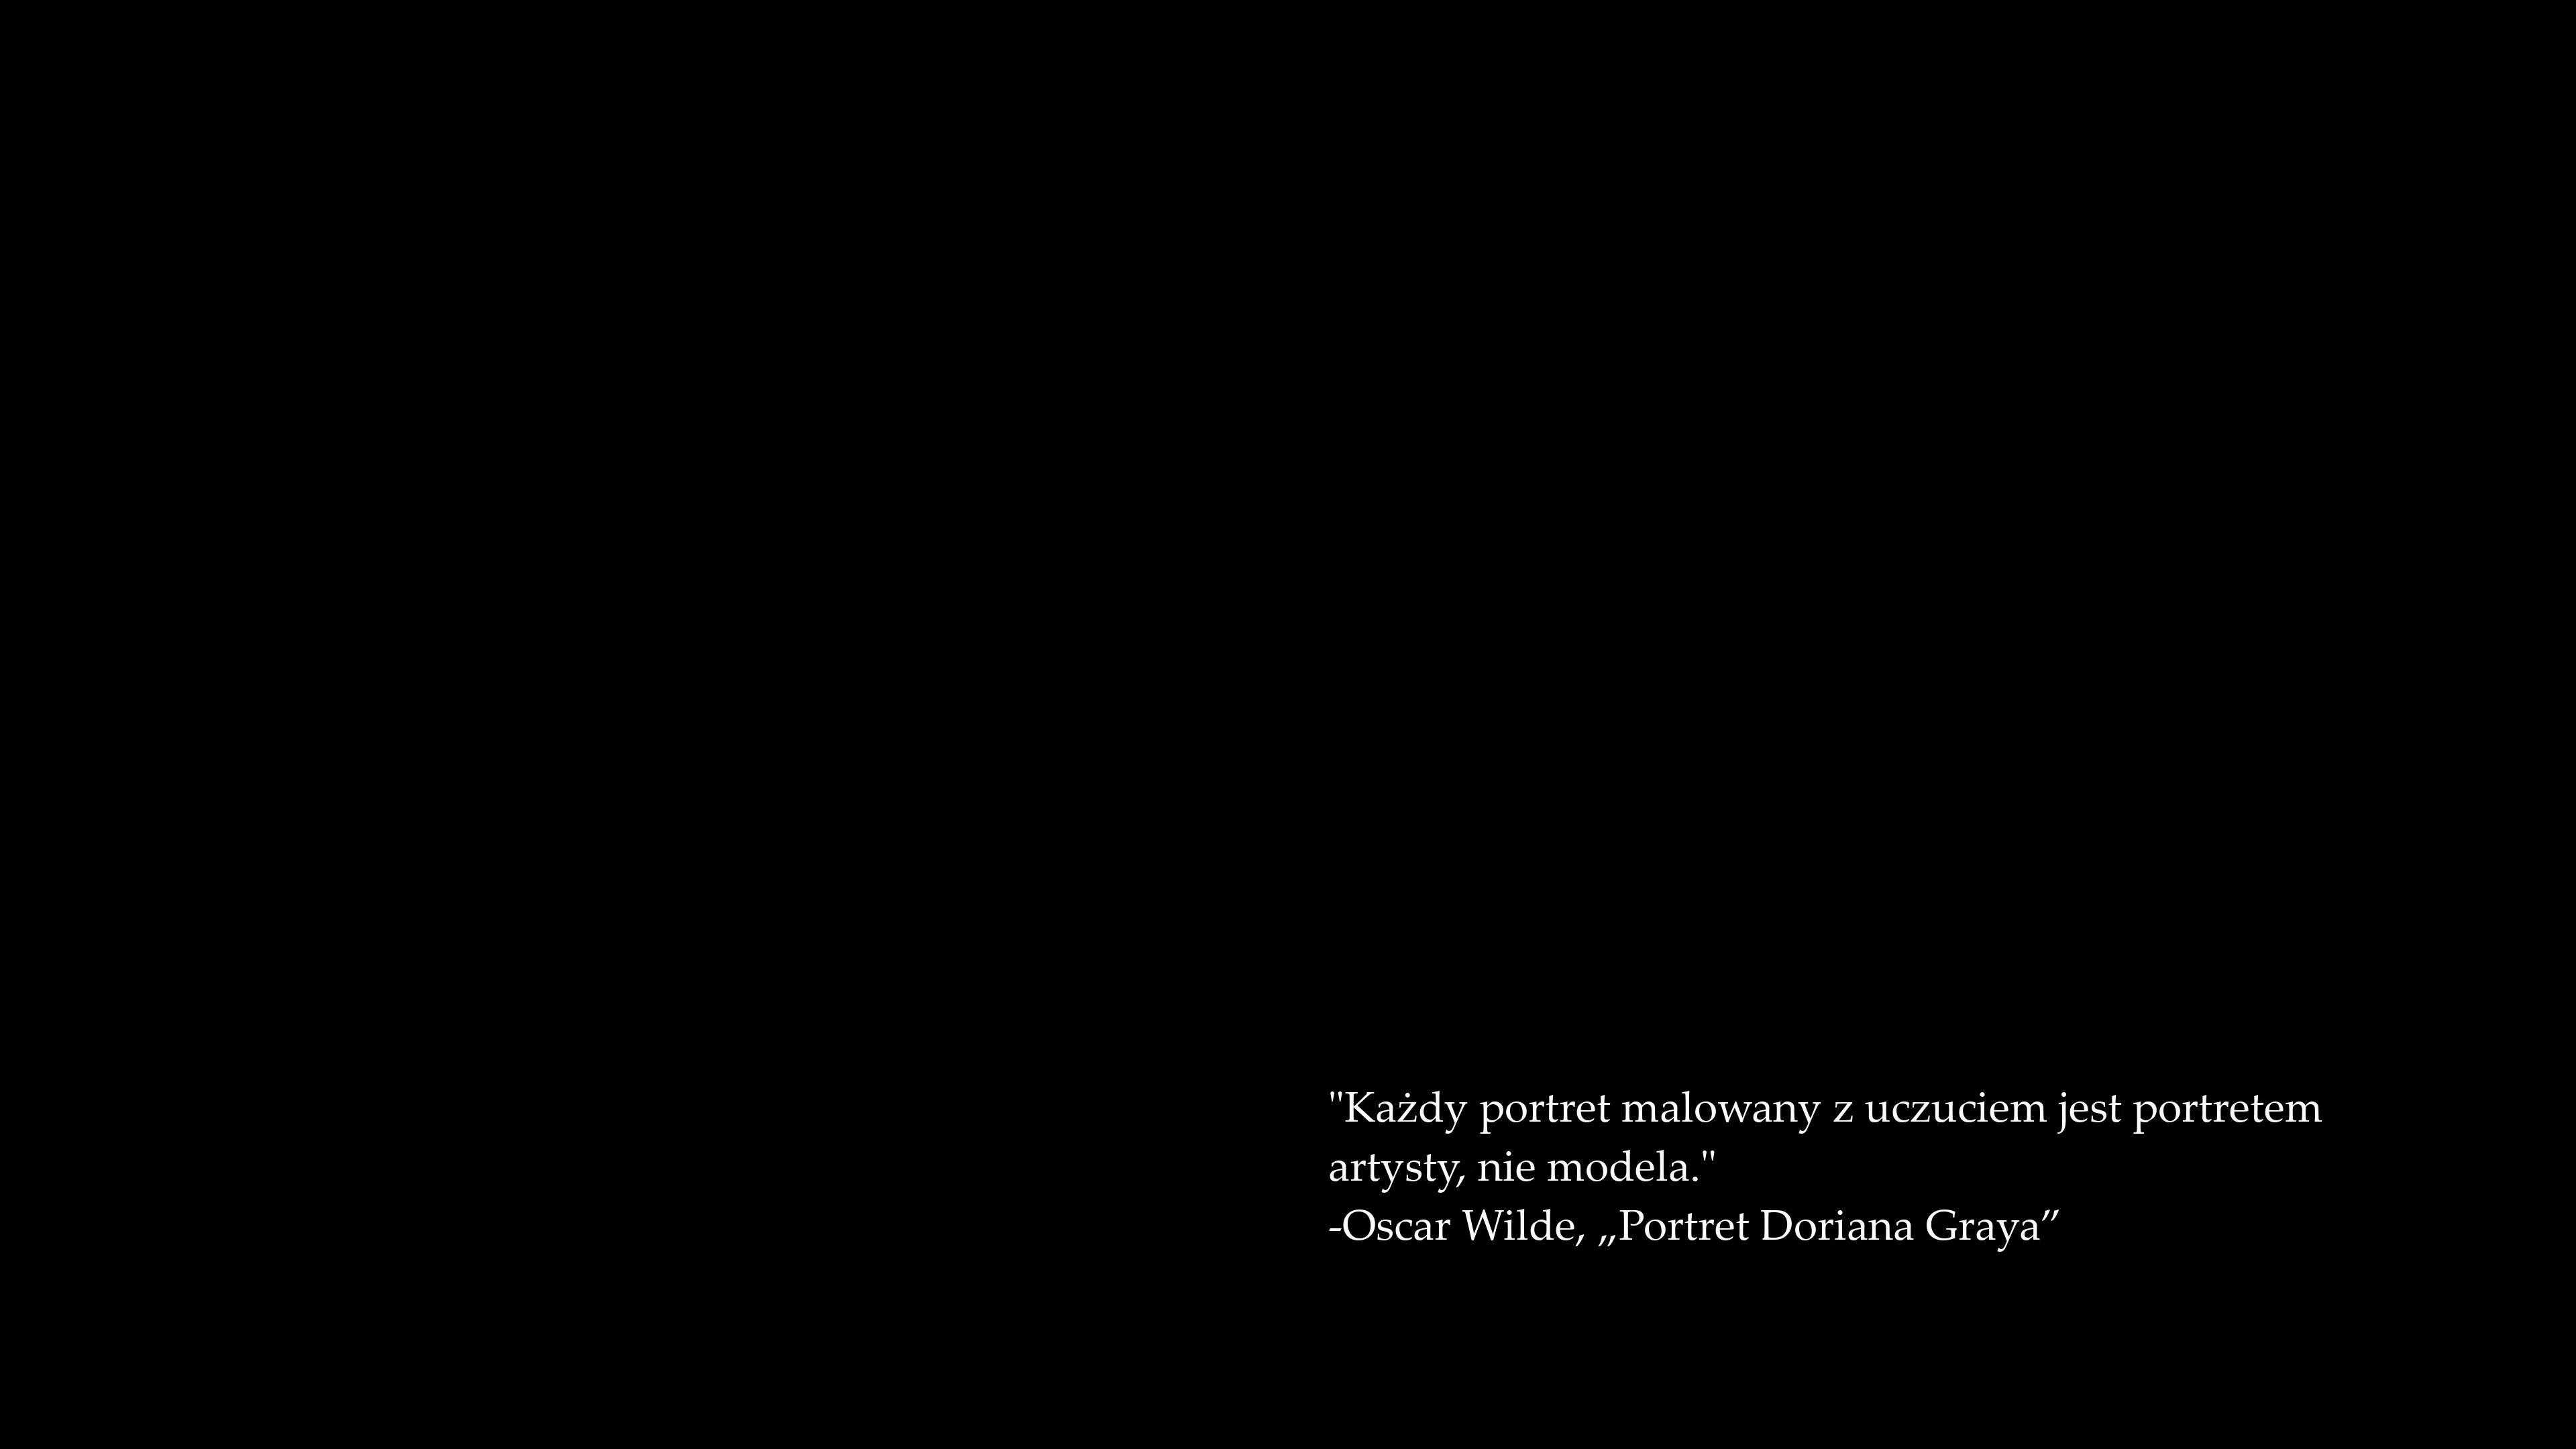 "Każdy portret malowany z uczuciem jest portretem
artysty, nie modela."
-Oscar Wilde, „Portret Doriana Graya”